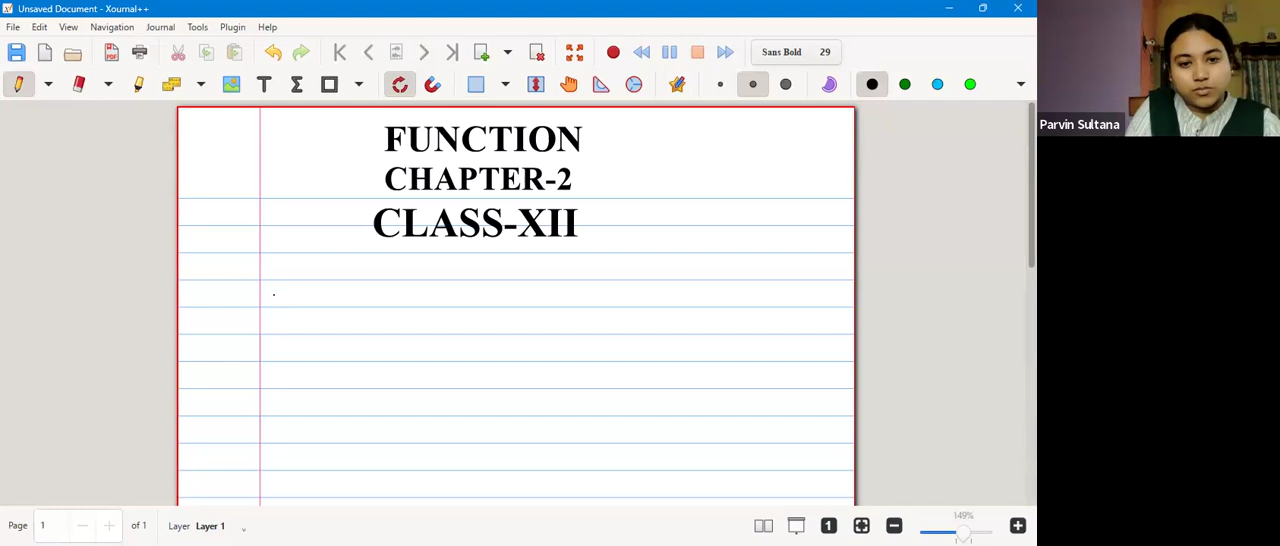 Unsaved Document - Xournal++
File Edit View Navigation Journal Tools Plugin Help
Sans Bold 29
Parvin Sultana
FUNCTION
CHAPTER-2
CLASS-XII
Page 1 of 1 Layer Layer 1 1 149%